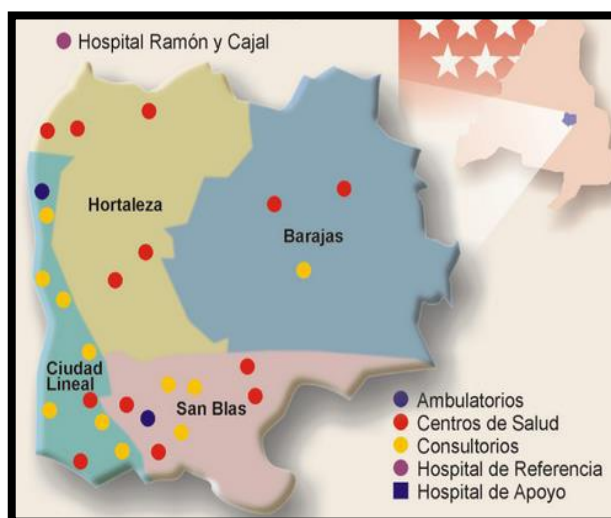 Hospital Ramón y Cajal
Hortaleza
Barajas
Ciudad
Lineal
San Blas
Ambulatorios
Centros de Salud
Consultorios
Hospital de Referencia
Hospital de Apoyo